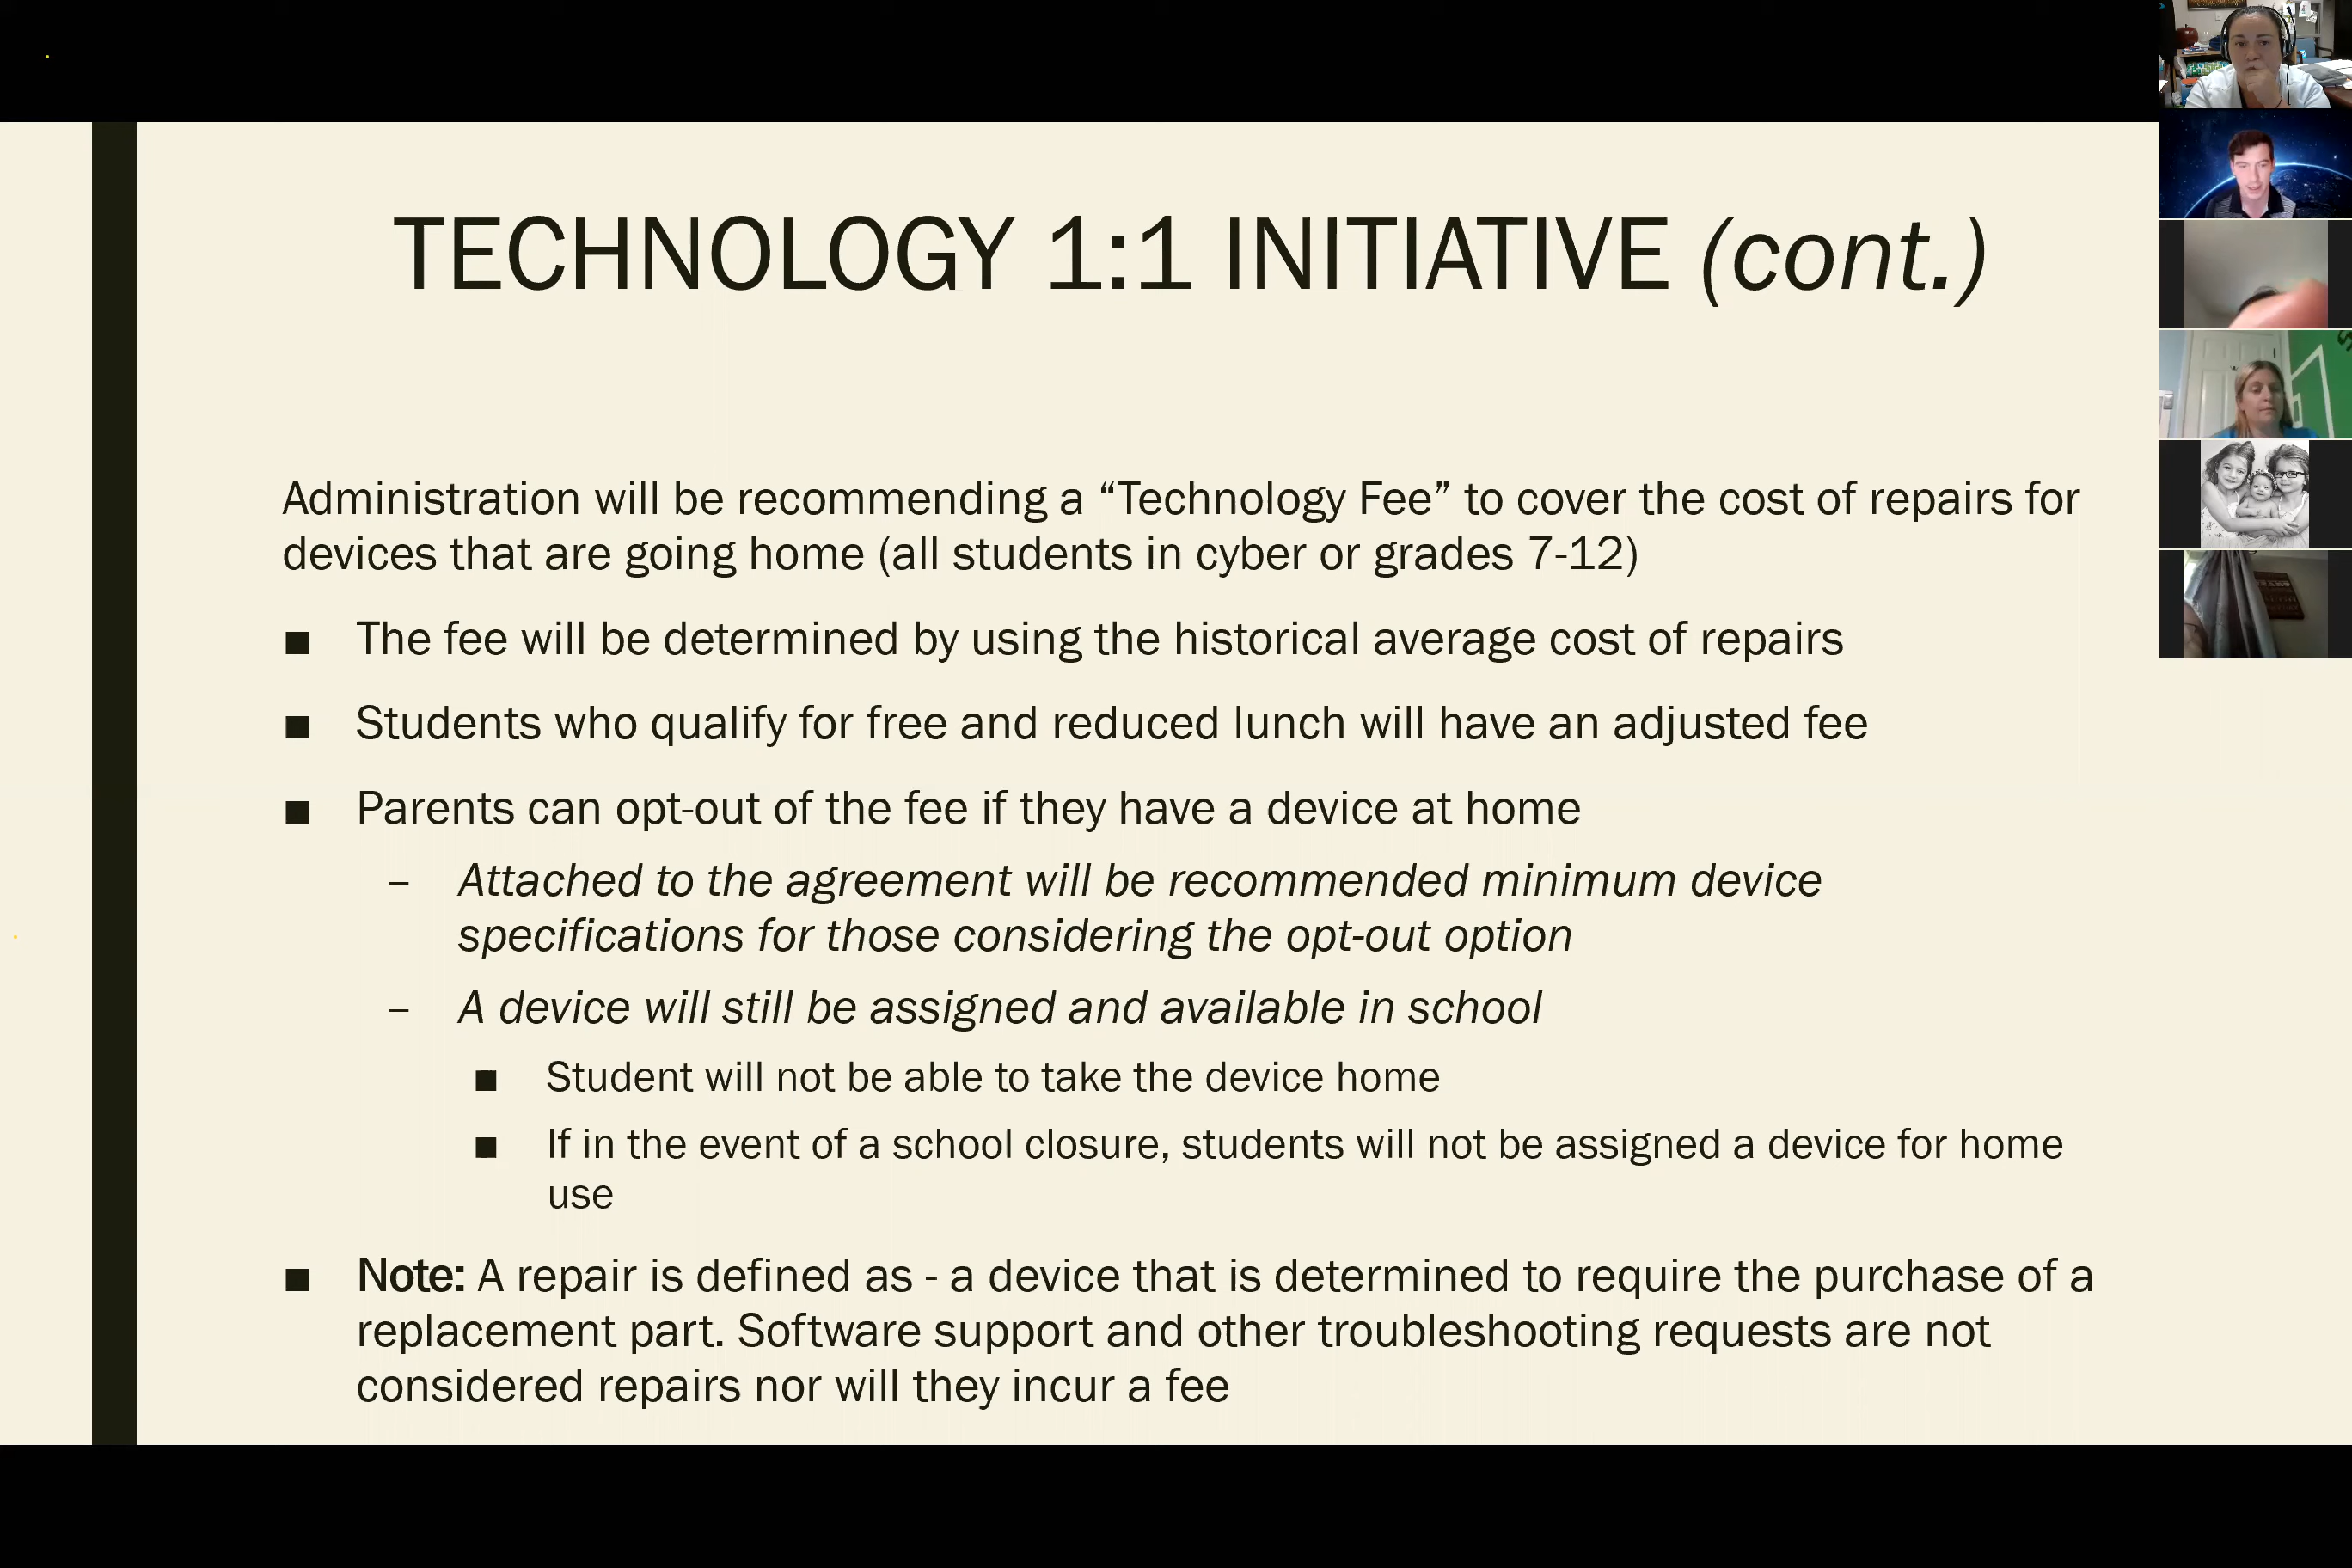 TECHNOLOGY 1:1 INITIATIVE (cont.)
Administration will be recommending a “Technology Fee” to cover the cost of repairs for
devices that are going home (all students in cyber or grades 7-12)
■ The fee will be determined by using the historical average cost of repairs
■ Students who qualify for free and reduced lunch will have an adjusted fee
■ Parents can opt-out of the fee if they have a device at home
– Attached to the agreement will be recommended minimum device
specifications for those considering the opt-out option
– A device will still be assigned and available in school
■ Student will not be able to take the device home
■ If in the event of a school closure, students will not be assigned a device for home
use
■ Note: A repair is defined as - a device that is determined to require the purchase of a
replacement part. Software support and other troubleshooting requests are not
considered repairs nor will they incur a fee